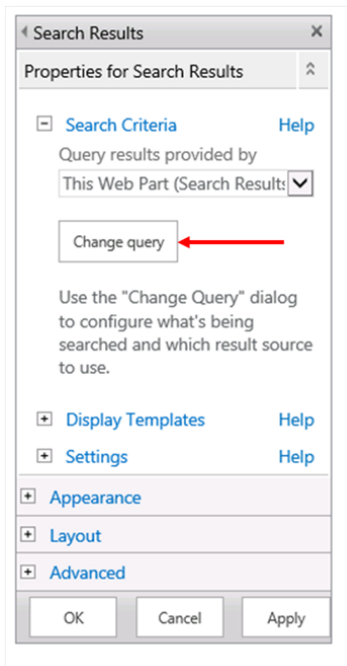 Search Results
Properties for Search Results
Search Criteria Help
Query results provided by
This Web Part (Search Results
Change query
Use the "Change Query" dialog
to configure what's being
searched and which result source
to use.
Display Templates Help
Settings Help
Appearance
Layout
Advanced
OK Cancel Apply